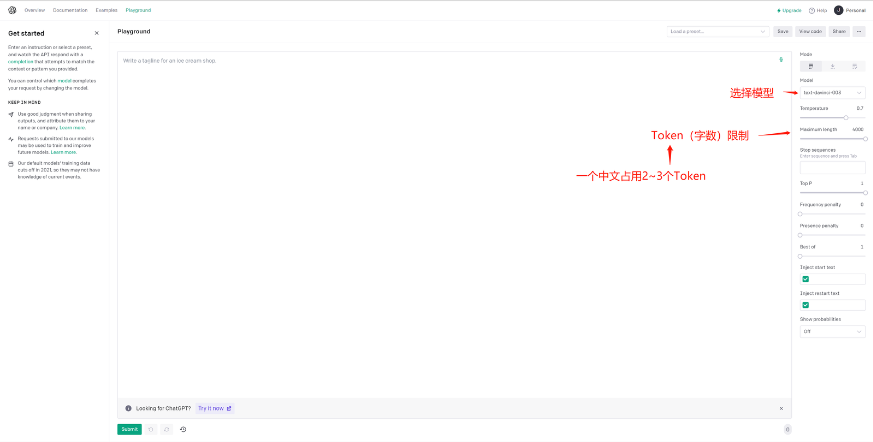 Overview Documentation Examples Playground
Upgrade Help J Personal
Get started
Enter an instruction or select a preset,
and watch the API respond with a
completion that attempts to match the
context or pattern you provided.
You can control which model completes
your request by changing the model.
KEEP IN MIND
Use good judgment when sharing
outputs, and attribute them to your
name or company. Learn more.
Requests submitted to our models
may be used to train and improve
future models. Learn more.
Our default models' training data
cuts off in 2021, so they may not have
knowledge of current events.
Playground
Load a preset...
Save View code Share ...
Write a tagline for an ice cream shop.
选择模型
Token（字数）限制
一个中文占用2~3个Token
Mode
Model
text-davinci-003
Temperature 0.7
Maximum length 4000
Stop sequences
Enter sequence and press Tab
Top P 1
Frequency penalty 0
Presence penalty 0
Best of 1
Inject start text
Inject restart text
Show probabilities
Off
Looking for ChatGPT? Try it now
Submit
0